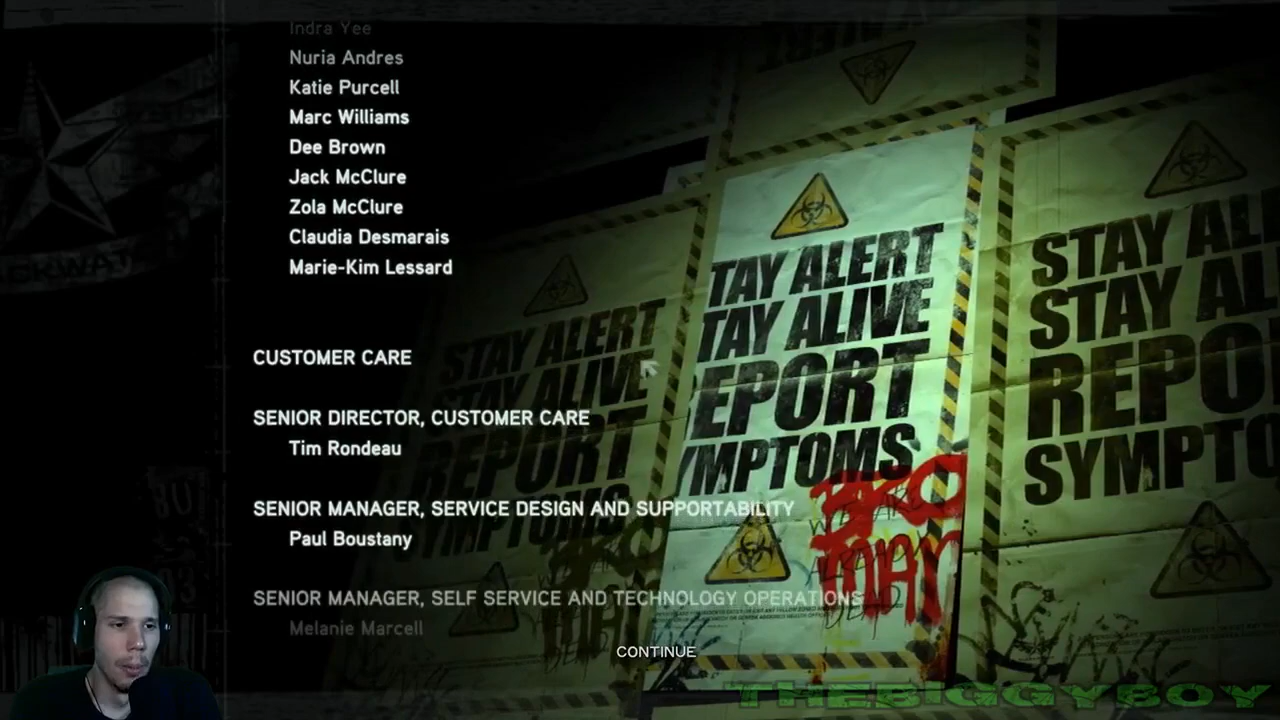 Indra Yee
Nuria Andres
Katie Purcell
Marc Williams
Dee Brown
Jack McClure
Zola McClure
Claudia Desmarais
Marie-Kim Lessard
CUSTOMER CARE
SENIOR DIRECTOR, CUSTOMER CARE
Tim Rondeau
SENIOR MANAGER, SERVICE DESIGN AND SUPPORTABILITY
Paul Boustany
SENIOR MANAGER, SELF SERVICE AND TECHNOLOGY OPERATIONS
Melanie Marcell
CONTINUE
STAY ALERT
STAY ALIVE
REPORT
SYMPTOMS
TAY ALERT
TAY ALIVE
EPORT
YMPTOMS
STAY AL
STAY AL
REPO
SYMPTO
THEBIGGYBOY